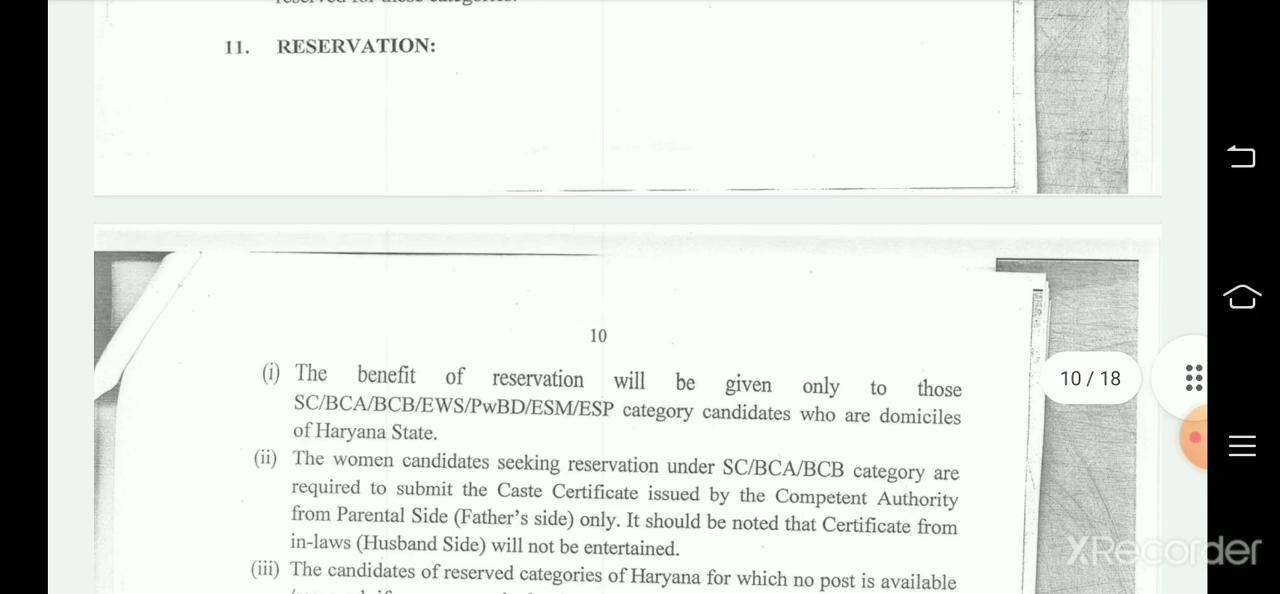 reserved for these categories.
11. RESERVATION:
10
(i) The benefit of reservation will be given only to those
SC/BCA/BCB/EWS/PwBD/ESM/ESP category candidates who are domiciles
of Haryana State.
(ii) The women candidates seeking reservation under SC/BCA/BCB category are
required to submit the Caste Certificate issued by the Competent Authority
from Parental Side (Father's side) only. It should be noted that Certificate from
in-laws (Husband Side) will not be entertained.
(iii) The candidates of reserved categories of Haryana for which no post is available
10 / 18
XRecorder